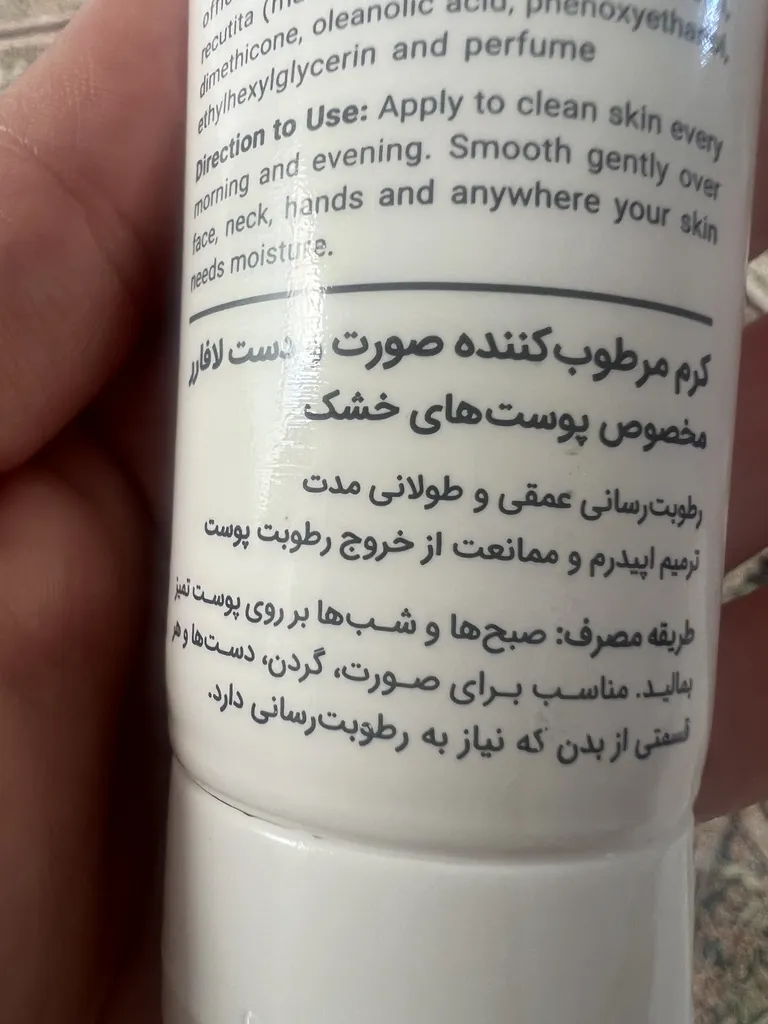 recutita
dimethicone, oleanolic acid, phenoxyethanol,
ethylhexylglycerin and perfume
Direction to Use: Apply to clean skin every
morning and evening. Smooth gently over
face, neck, hands and anywhere your skin
needs moisture.
کرم مرطوب‌کننده صورت و دست لافارر
مخصوص پوست‌های خشک
رطوبت‌رسانی عمقی و طولانی مدت
ترمیم اپیدرم و ممانعت از خروج رطوبت پوست
طریقه مصرف: صبح‌ها و شب‌ها بر روی پوست تمیز
بمالید. مناسب برای صورت، گردن، دست‌ها و هر
قسمتی از بدن که نیاز به رطوبت‌رسانی دارد.